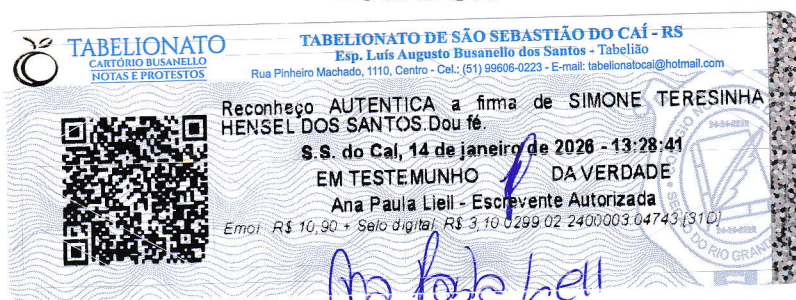 TABELIONATO
CARTÓRIO BUSANELLO
NOTAS E PROTESTOS
TABELIONATO DE SÃO SEBASTIÃO DO CAÍ - RS
Esp. Luís Augusto Busanello dos Santos - Tabelião
Rua Pinheiro Machado, 1110, Centro - Cel.: (51) 99606-0223 - E-mail: tabelionatocai@hotmail.com
Reconheço AUTENTICA a firma de SIMONE TERESINHA
HENSEL DOS SANTOS.Dou fé.
S.S. do Caí, 14 de janeiro de 2026 - 13:28:41
EM TESTEMUNHO DA VERDADE
Ana Paula Liell - Escrevente Autorizada
Emol R$ 10,90 + Selo digital R$ 3,10 0299.02 2400003.04743 [31D]
Ana Paula Liell